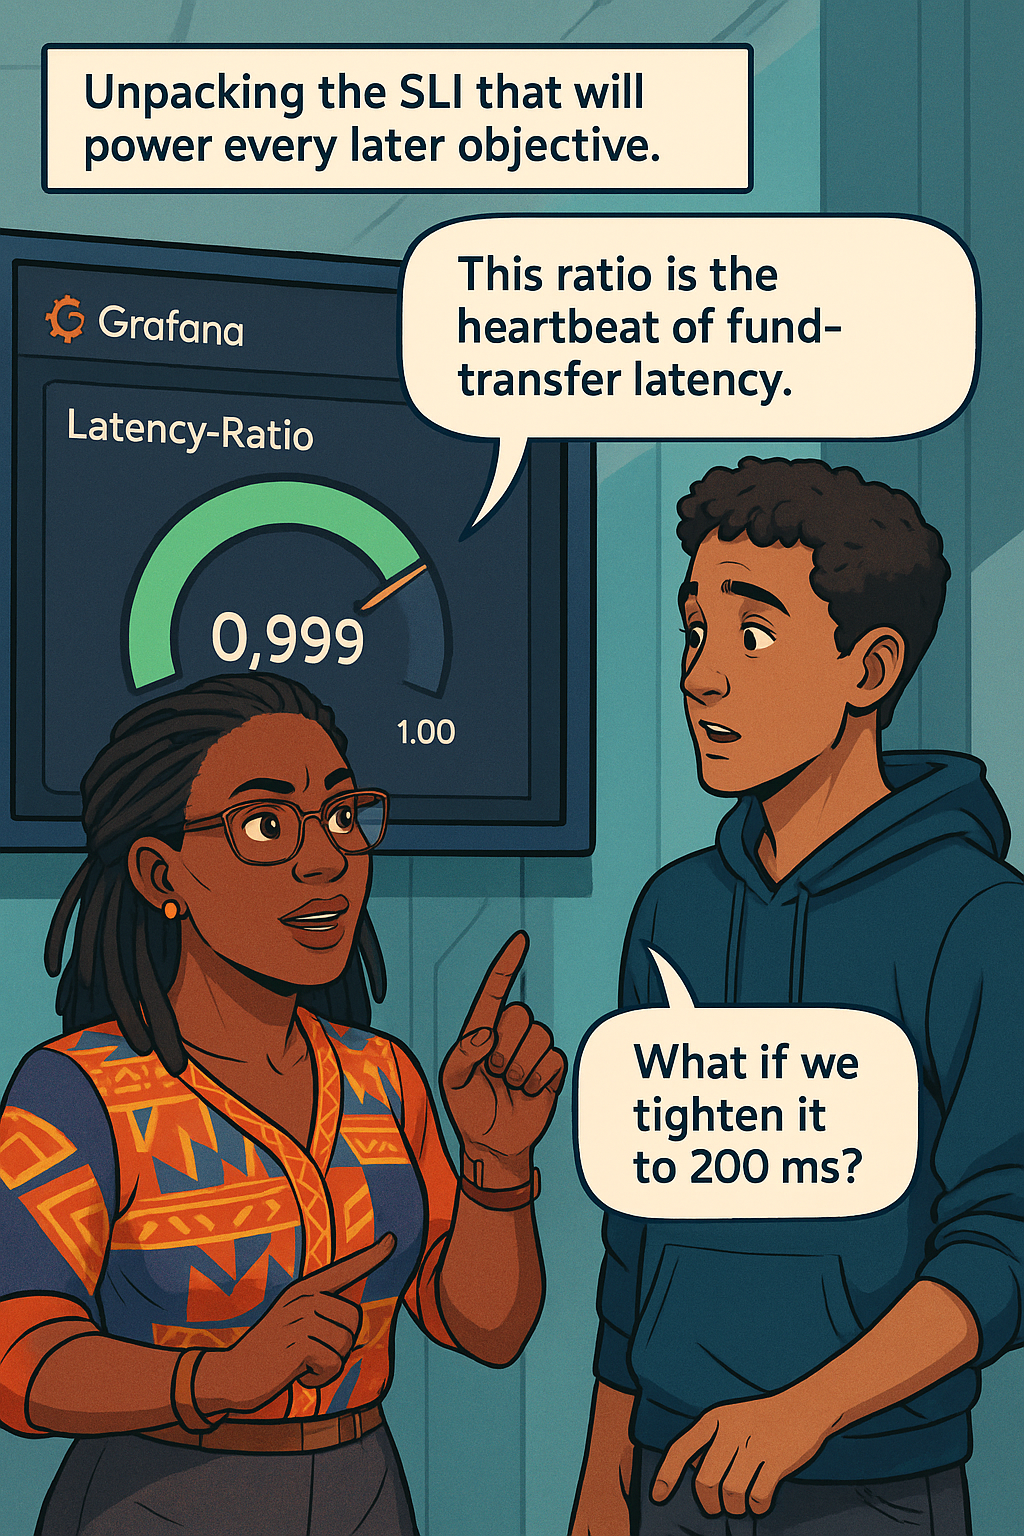 Unpacking the SLI that will
power every later objective.
This ratio is the
heartbeat of fund-
transfer latency.
Grafana
Latency-Ratio
0,999
1.00
What if we
tighten it
to 200 ms?